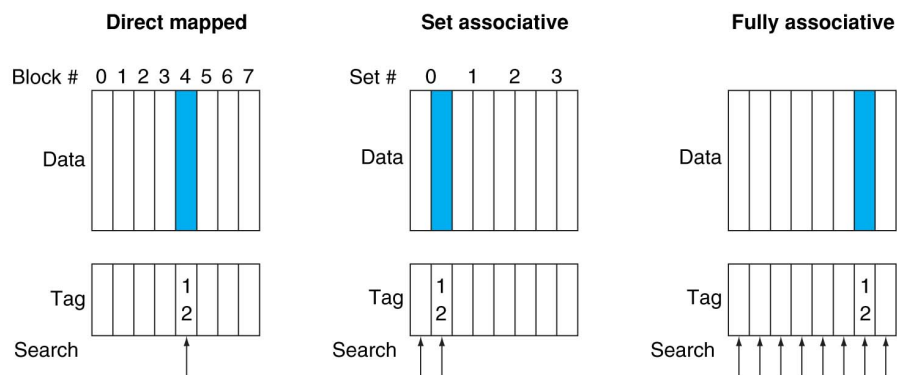 Direct mapped
Block # 0 1 2 3 4 5 6 7
Data
Tag
1
2
Search
Set associative
Set # 0 1 2 3
Data
Tag
1
2
Search
Fully associative
Data
Tag
1
2
Search